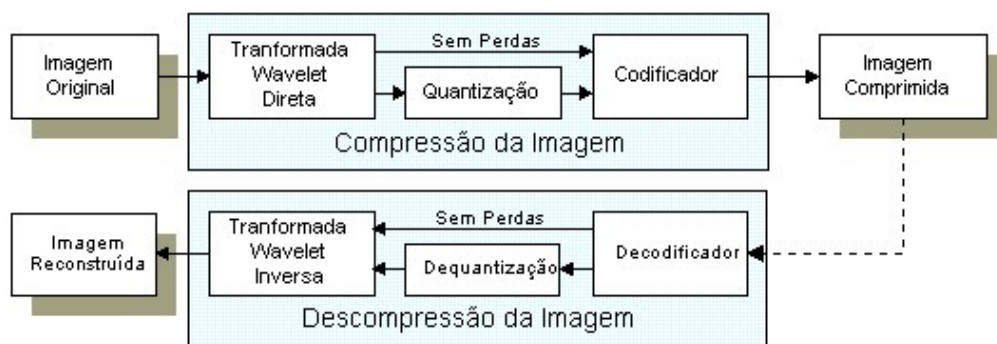 Imagem
Original
Tranformada
Wavelet
Direta
Sem Perdas
Quantização
Codificador
Imagem
Comprimida
Compressão da Imagem
Imagem
Reconstruída
Tranformada
Wavelet
Inversa
Sem Perdas
Dequantização
Decodificador
Descompressão da Imagem